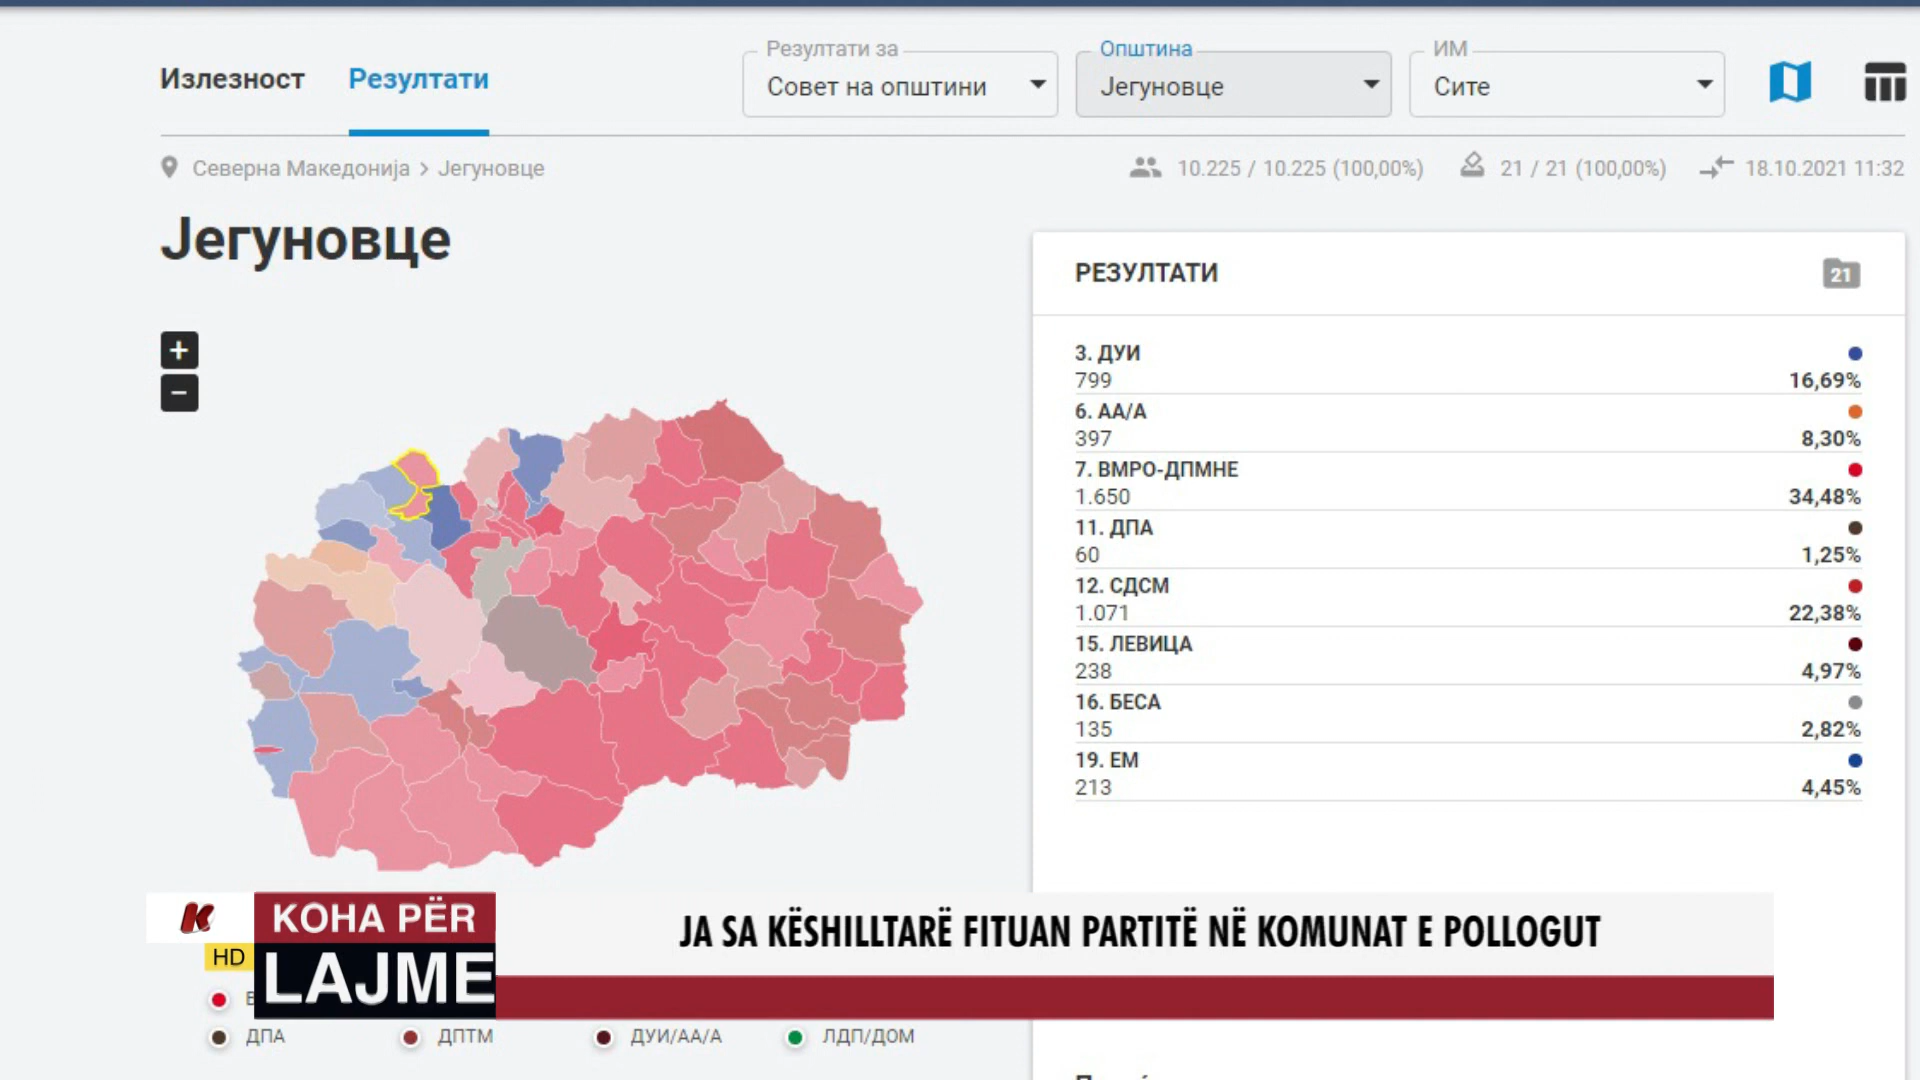 Излезност Резултати
Резултати за
Совет на општини
Општина
Јегуновце
ИМ
Сите
Северна Македонија > Јегуновце
10.225 / 10.225 (100,00%) 21 / 21 (100,00%) 18.10.2021 11:32
Јегуновце
+
−
РЕЗУЛТАТИ 21
3. ДУИ
799 16,69%
6. АА/А
397 8,30%
7. ВМРО-ДПМНЕ
1.650 34,48%
11. ДПА
60 1,25%
12. СДСМ
1.071 22,38%
15. ЛЕВИЦА
238 4,97%
16. БЕСА
135 2,82%
19. ЕМ
213 4,45%
K
HD
KOHA PËR
LAJME
JA SA KËSHILLTARË FITUAN PARTITË NË KOMUNAT E POLLOGUT
ДПА ДПТМ ДУИ/АА/А ЛДП/ДОМ